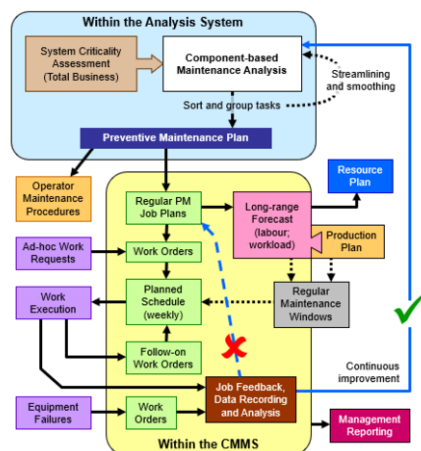 Within the Analysis System
System Criticality
Assessment
(Total Business)
Component-based
Maintenance Analysis
Streamlining
and smoothing
Sort and group tasks
Preventive Maintenance Plan
Operator
Maintenance
Procedures
Regular PM
Job Plans
Long-range
Forecast
(labour;
workload)
Resource
Plan
Production
Plan
Ad-hoc Work
Requests
Work Orders
Work
Execution
Planned
Schedule
(weekly)
Regular
Maintenance
Windows
Follow-on
Work Orders
Continuous
improvement
Job Feedback,
Data Recording
and Analysis
Equipment
Failures
Work
Orders
Management
Reporting
Within the CMMS